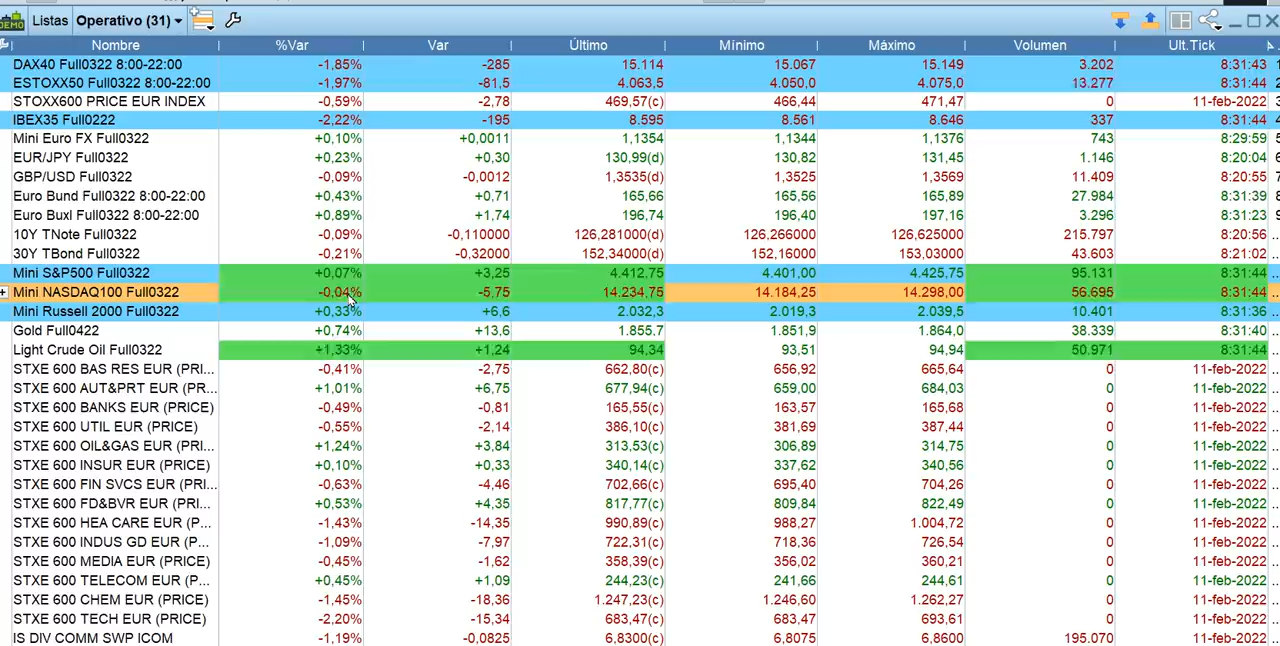 DEMO Listas Operativo (31)
Nombre %Var Var Último Mínimo Máximo Volumen Ult.Tick
DAX40 Full0322 8:00-22:00 -1,85% -285 15.114 15.067 15.149 3.202 8:31:43
ESTOXX50 Full0322 8:00-22:00 -1,97% -81,5 4.063,5 4.050,0 4.075,0 13.277 8:31:44
STOXX600 PRICE EUR INDEX -0,59% -2,78 469,57(c) 466,44 471,47 0 11-feb-2022
IBEX35 Full0222 -2,22% -195 8.595 8.561 8.646 337 8:31:44
Mini Euro FX Full0322 +0,10% +0,0011 1,1354 1,1344 1,1376 743 8:29:59
EUR/JPY Full0322 +0,23% +0,30 130,99(d) 130,82 131,45 1.146 8:20:04
GBP/USD Full0322 -0,09% -0,0012 1,3535(d) 1,3525 1,3569 11.409 8:20:55
Euro Bund Full0322 8:00-22:00 +0,43% +0,71 165,66 165,56 165,89 27.984 8:31:39
Euro Buxl Full0322 8:00-22:00 +0,89% +1,74 196,74 196,40 197,16 3.296 8:31:23
10Y TNote Full0322 -0,09% -0,110000 126,281000(d) 126,266000 126,625000 215.797 8:20:56
30Y TBond Full0322 -0,21% -0,32000 152,34000(d) 152,16000 153,03000 43.603 8:21:02
Mini S&P500 Full0322 +0,07% +3,25 4.412,75 4.401,00 4.425,75 95.131 8:31:44
Mini NASDAQ100 Full0322 -0,04% -5,75 14.234,75 14.184,25 14.298,00 56.695 8:31:44
Mini Russell 2000 Full0322 +0,33% +6,6 2.032,3 2.019,3 2.039,5 10.401 8:31:36
Gold Full0422 +0,74% +13,6 1.855,7 1.851,9 1.864,0 38.339 8:31:40
Light Crude Oil Full0322 +1,33% +1,24 94,34 93,51 94,94 50.971 8:31:44
STXE 600 BAS RES EUR (PRI... -0,41% -2,75 662,80(c) 656,92 665,64 0 11-feb-2022
STXE 600 AUT&PRT EUR (PR... +1,01% +6,75 677,94(c) 659,00 684,03 0 11-feb-2022
STXE 600 BANKS EUR (PRICE) -0,49% -0,81 165,55(c) 163,57 165,68 0 11-feb-2022
STXE 600 UTIL EUR (PRICE) -0,55% -2,14 386,10(c) 381,69 387,44 0 11-feb-2022
STXE 600 OIL&GAS EUR (PRI... +1,24% +3,84 313,53(c) 306,89 314,75 0 11-feb-2022
STXE 600 INSUR EUR (PRICE) +0,10% +0,33 340,14(c) 337,62 340,56 0 11-feb-2022
STXE 600 FIN SVCS EUR (PRI... -0,63% -4,46 702,66(c) 695,40 704,26 0 11-feb-2022
STXE 600 FD&BVR EUR (PRI... +0,53% +4,35 817,77(c) 809,84 822,49 0 11-feb-2022
STXE 600 HEA CARE EUR (P... -1,43% -14,35 990,89(c) 988,27 1.004,72 0 11-feb-2022
STXE 600 INDUS GD EUR (P... -1,09% -7,97 722,31(c) 718,36 726,54 0 11-feb-2022
STXE 600 MEDIA EUR (PRICE) -0,45% -1,62 358,39(c) 356,02 360,21 0 11-feb-2022
STXE 600 TELECOM EUR (P... +0,45% +1,09 244,23(c) 241,66 244,61 0 11-feb-2022
STXE 600 CHEM EUR (PRICE) -1,45% -18,36 1.247,23(c) 1.246,60 1.262,27 0 11-feb-2022
STXE 600 TECH EUR (PRICE) -2,20% -15,34 683,47(c) 683,47 693,61 0 11-feb-2022
IS DIV COMM SWP ICOM -1,19% -0,0825 6,8300(c) 6,8075 6,8600 195.070 11-feb-2022